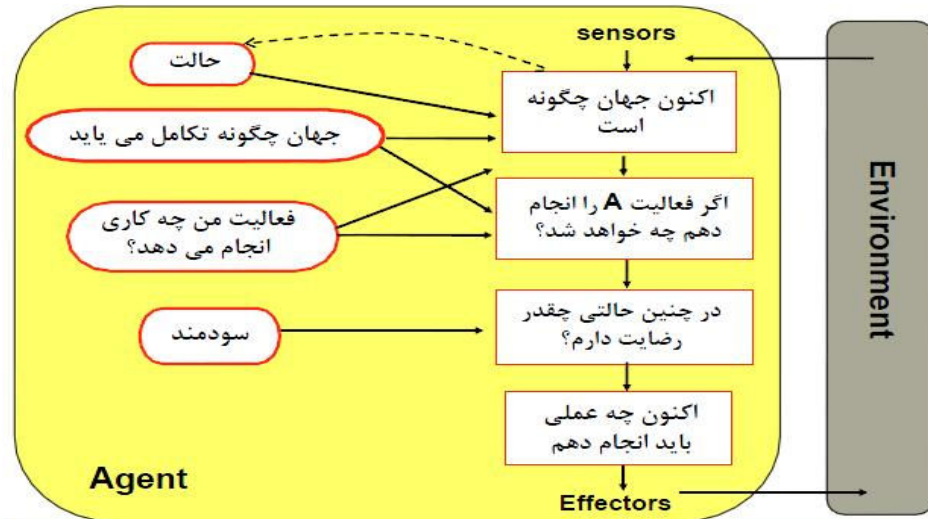 sensors
حالت
اکنون جهان چگونه
است
جهان چگونه تکامل می یابد
اگر فعالیت A را انجام
دهم چه خواهد شد؟
فعالیت من چه کاری
انجام می دهد؟
در چنین حالتی چقدر
رضایت دارم؟
سودمند
اکنون چه عملی
باید انجام دهم
Agent
Effectors
Environment